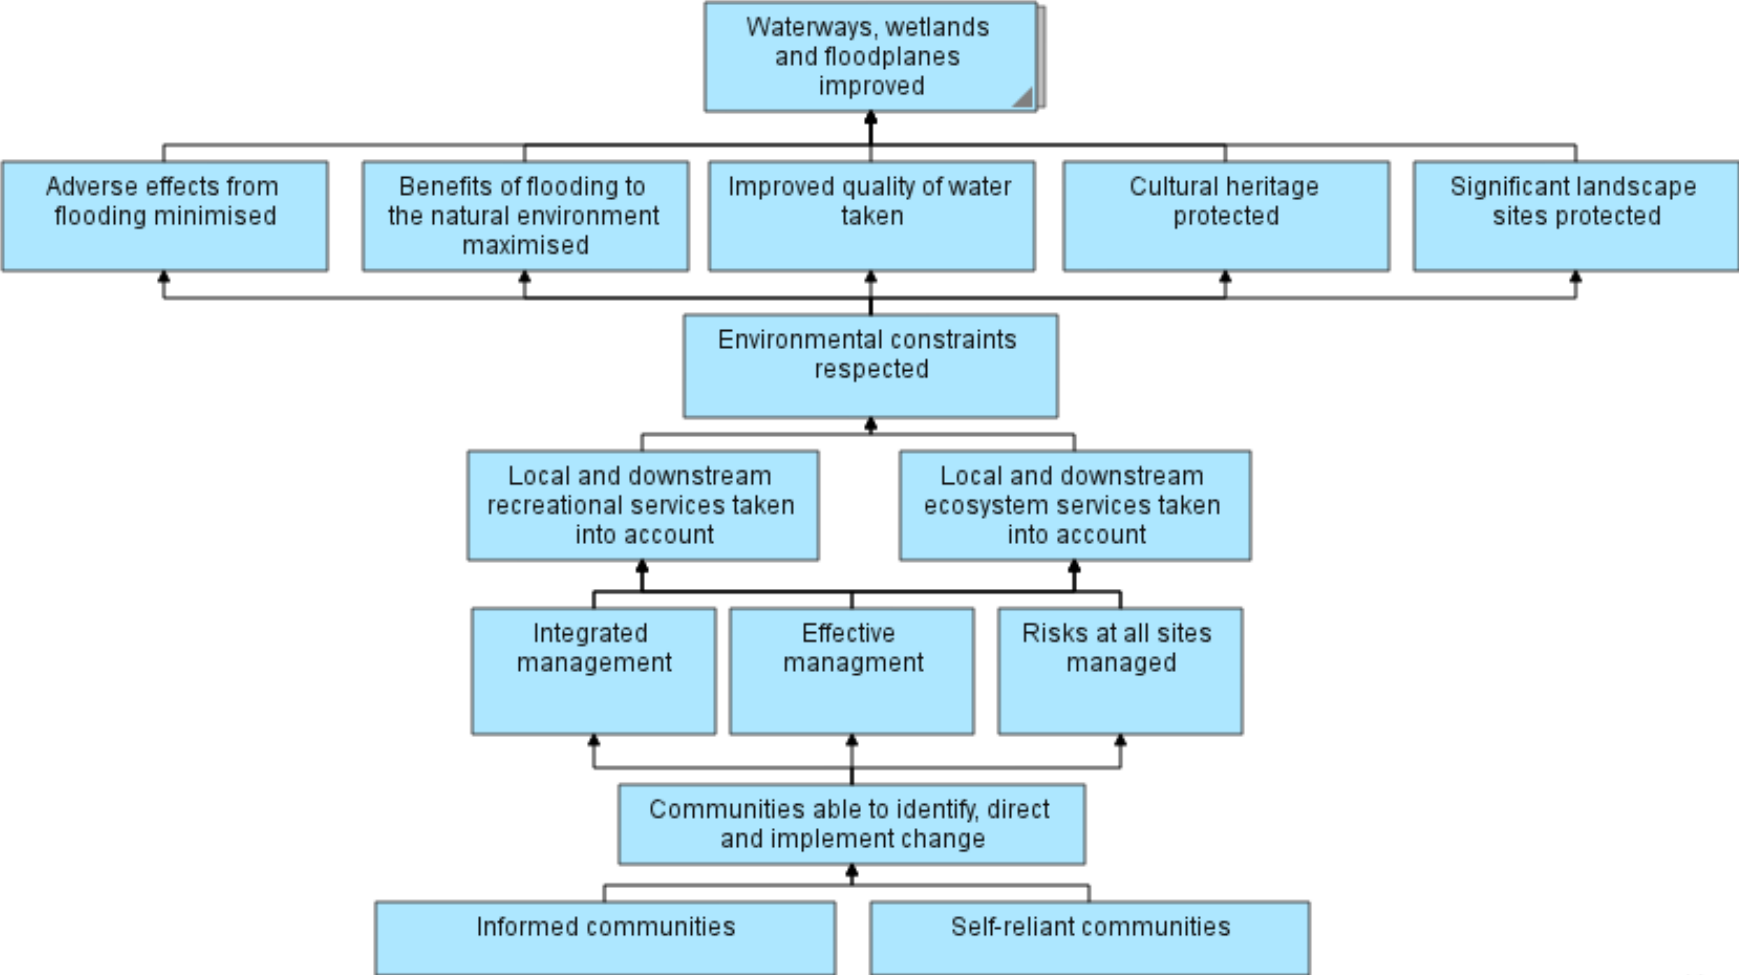 Waterways, wetlands
and floodplanes
improved
Adverse effects from
flooding minimised
Benefits of flooding to
the natural environment
maximised
Improved quality of water
taken
Cultural heritage
protected
Significant landscape
sites protected
Environmental constraints
respected
Local and downstream
recreational services taken
into account
Local and downstream
ecosystem services taken
into account
Integrated
management
Effective
managment
Risks at all sites
managed
Communities able to identify, direct
and implement change
Informed communities
Self-reliant communities